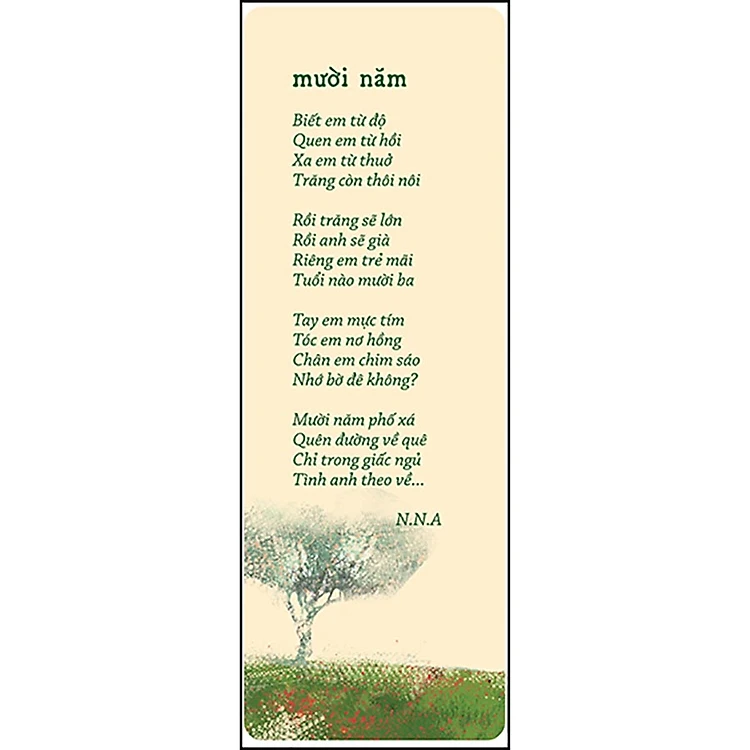 mười năm
Biết em từ độ
Quen em từ hồi
Xa em từ thuở
Trăng còn thôi nôi
Rồi trăng sẽ lớn
Rồi anh sẽ già
Riêng em trẻ mãi
Tuổi nào mười ba
Tay em mực tím
Tóc em nơ hồng
Chân em chim sáo
Nhớ bờ đê không?
Mười năm phố xá
Quên đường về quê
Chỉ trong giấc ngủ
Tình anh theo về...
N.N.A